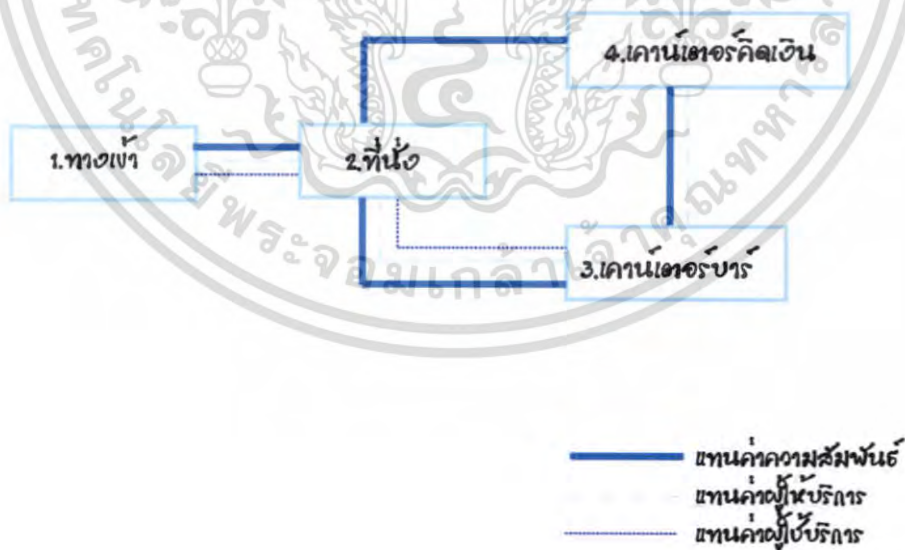 4.เคาน์เตอร์คิดเงิน
1.ทางเข้า
2.ที่นั่ง
3.เคาน์เตอร์บาร์
แทนค่าความสัมพันธ์
แทนค่าผู้ให้บริการ
แทนค่าผู้ใช้บริการ